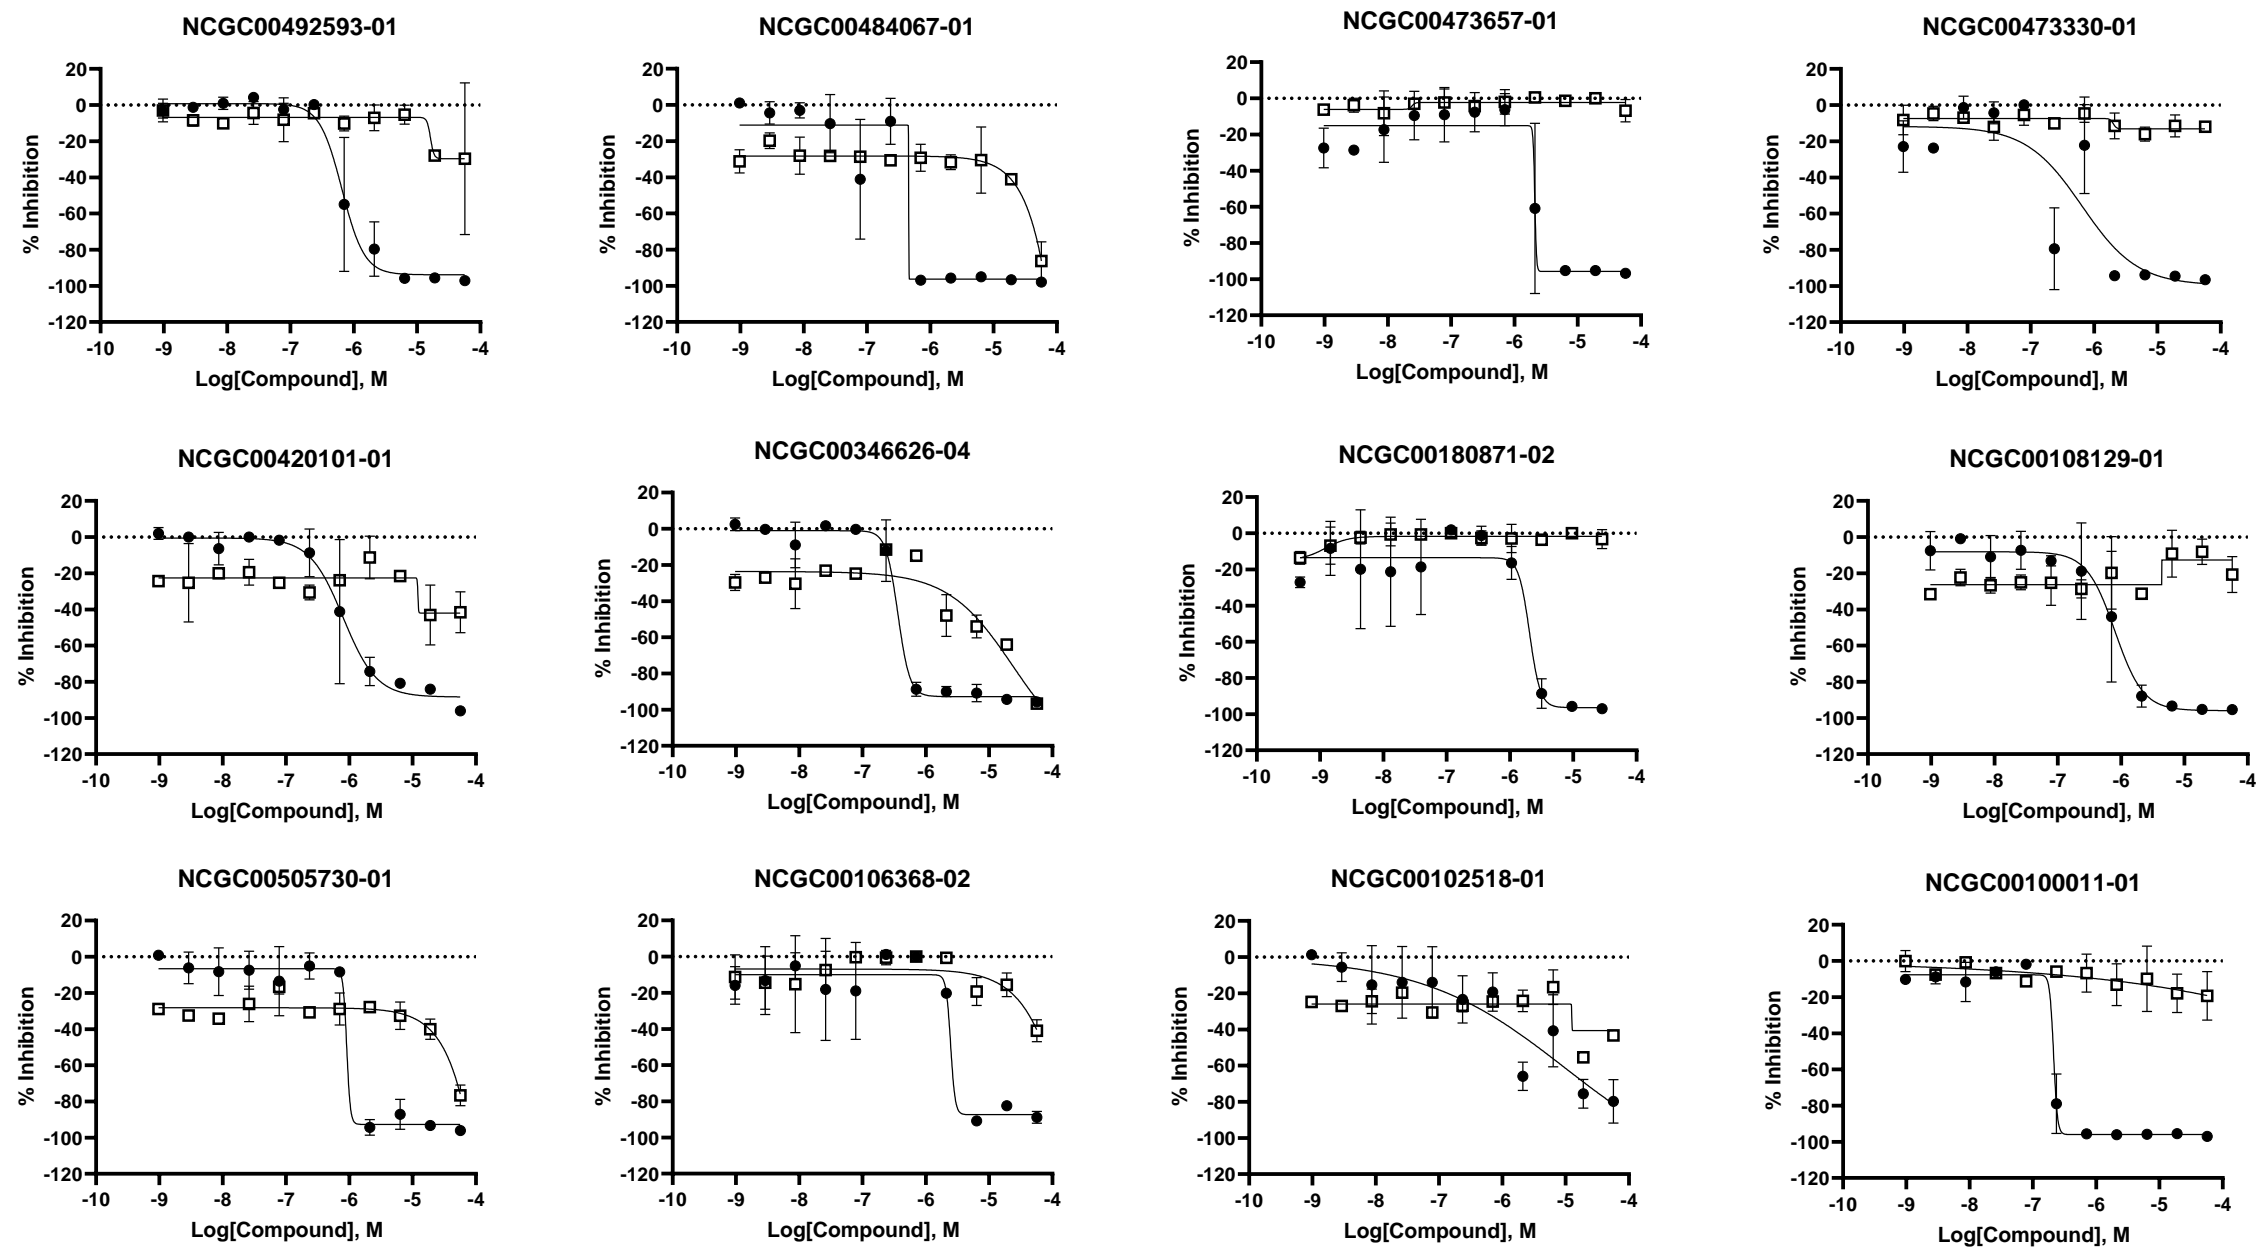 NCGC00492593-01
20
0
-20
-40
-60
-80
-100
-120
% Inhibition
-10 -9 -8 -7 -6 -5 -4
Log[Compound], M
NCGC00484067-01
20
0
-20
-40
-60
-80
-100
-120
% Inhibition
-10 -9 -8 -7 -6 -5 -4
Log[Compound], M
NCGC00473657-01
20
0
-20
-40
-60
-80
-100
-120
% Inhibition
-10 -9 -8 -7 -6 -5 -4
Log[Compound], M
NCGC00473330-01
20
0
-20
-40
-60
-80
-100
-120
% Inhibition
-10 -9 -8 -7 -6 -5 -4
Log[Compound], M
NCGC00420101-01
20
0
-20
-40
-60
-80
-100
-120
% Inhibition
-10 -9 -8 -7 -6 -5 -4
Log[Compound], M
NCGC00346626-04
20
0
-20
-40
-60
-80
-100
-120
% Inhibition
-10 -9 -8 -7 -6 -5 -4
Log[Compound], M
NCGC00180871-02
20
0
-20
-40
-60
-80
-100
-120
% Inhibition
-10 -9 -8 -7 -6 -5 -4
Log[Compound], M
NCGC00108129-01
20
0
-20
-40
-60
-80
-100
-120
% Inhibition
-10 -9 -8 -7 -6 -5 -4
Log[Compound], M
NCGC00505730-01
20
0
-20
-40
-60
-80
-100
-120
% Inhibition
-10 -9 -8 -7 -6 -5 -4
Log[Compound], M
NCGC00106368-02
20
0
-20
-40
-60
-80
-100
-120
% Inhibition
-10 -9 -8 -7 -6 -5 -4
Log[Compound], M
NCGC00102518-01
20
0
-20
-40
-60
-80
-100
-120
% Inhibition
-10 -9 -8 -7 -6 -5 -4
Log[Compound], M
NCGC00100011-01
20
0
-20
-40
-60
-80
-100
-120
% Inhibition
-10 -9 -8 -7 -6 -5 -4
Log[Compound], M